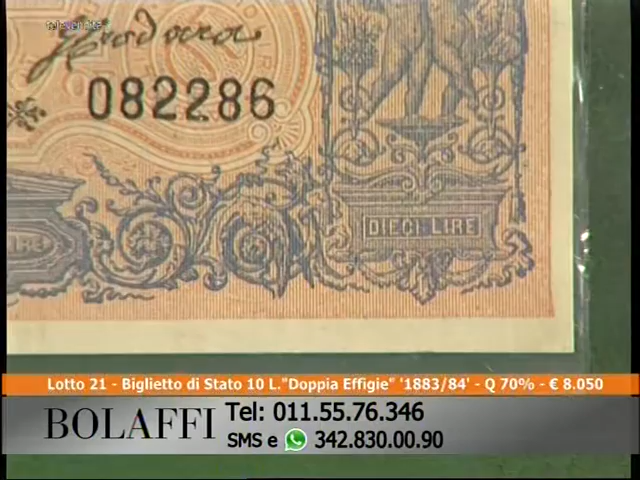 082286
DIECI LIRE
Lotto 21 - Biglietto di Stato 10 L."Doppia Effigie" '1883/84' - Q 70% - € 8.050
BOLAFFI
Tel: 011.55.76.346
SMS e 342.830.00.90